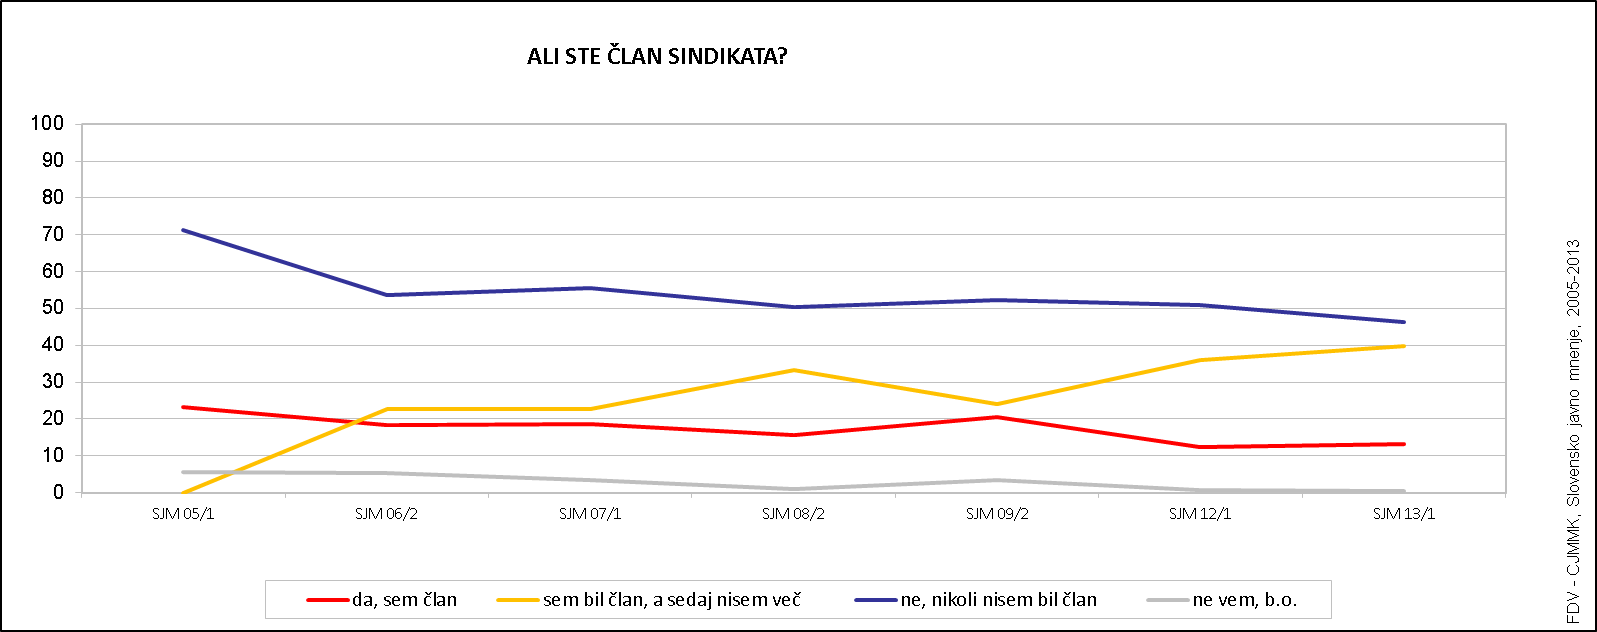 ALI STE ČLAN SINDIKATA?
100
90
80
70
60
50
40
30
20
10
0
SJM 05/1 SJM 06/2 SJM 07/1 SJM 08/2 SJM 09/2 SJM 12/1 SJM 13/1
da, sem član sem bil član, a sedaj nisem več ne, nikoli nisem bil član ne vem, b.o.
FDV - CJMMK, Slovensko javno mnenje, 2005-2013